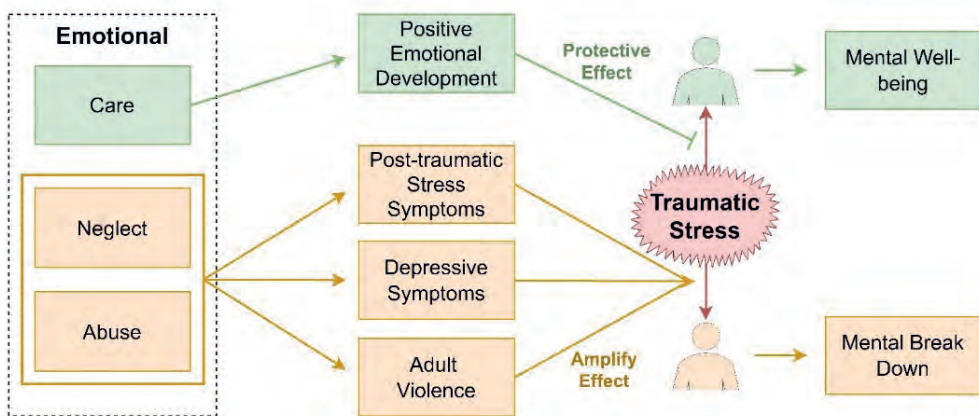 Emotional
Care
Neglect
Abuse
Positive
Emotional
Development
Post-traumatic
Stress
Symptoms
Depressive
Symptoms
Adult
Violence
Protective
Effect
Traumatic
Stress
Amplify
Effect
Mental Well-
being
Mental Break
Down